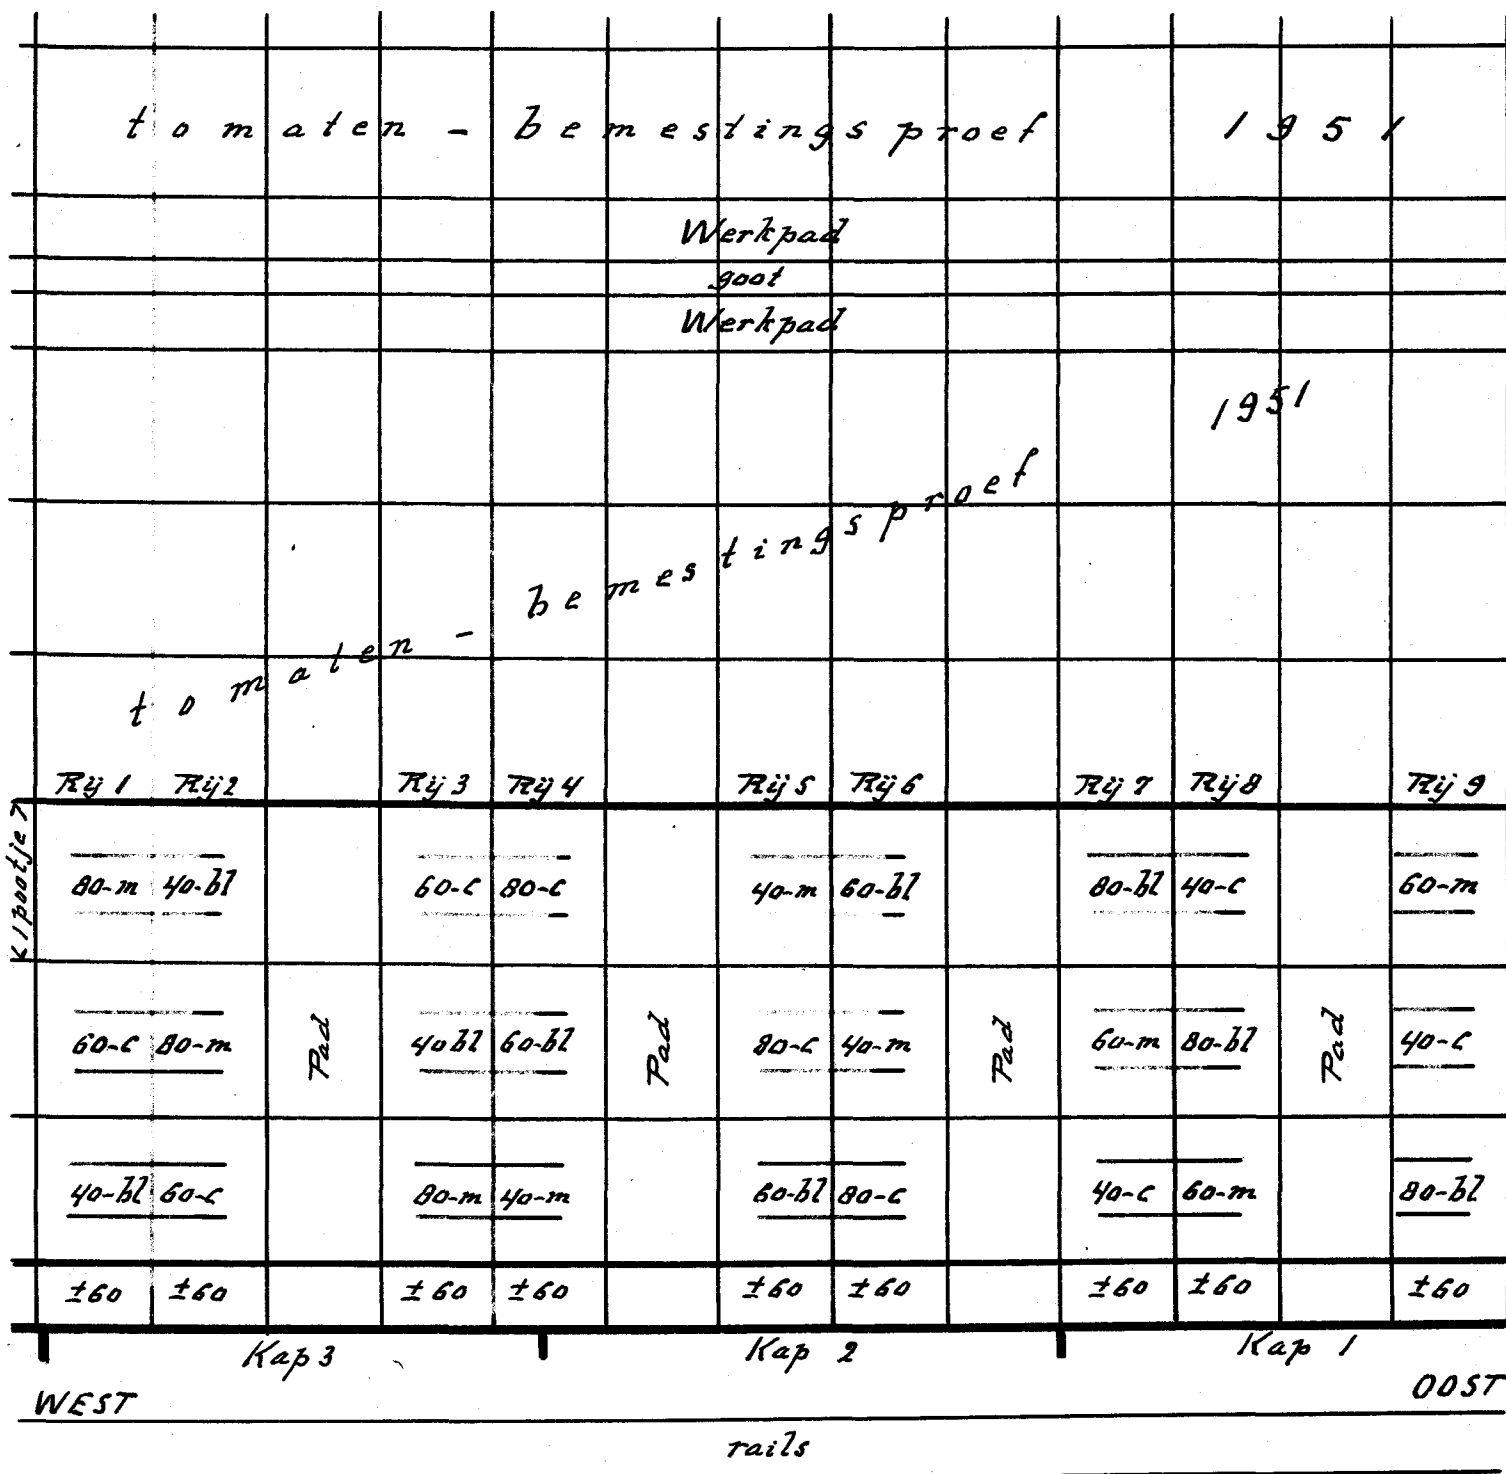 tomaten - bemestingsproef 1951
Werkpad
goot
Werkpad
1951
tomaten - bemestingsproef
Rij 1 Rij 2 Rij 3 Rij 4 Rij 5 Rij 6 Rij 7 Rij 8 Rij 9
< 1 pootje >
80-m 40-bl 60-c 80-c 40-m 60-bl 80-bl 40-c 60-m
60-c 80-m Pad 40bl 60-bl Pad 80-c 40-m Pad 60-m 80-bl Pad 40-c
40-bl 60-c 80-m 40-m 60-bl 80-c 40-c 60-m 80-bl
±60 ±60 ±60 ±60 ±60 ±60 ±60 ±60 ±60
Kap 3 Kap 2 Kap 1
WEST OOST
rails